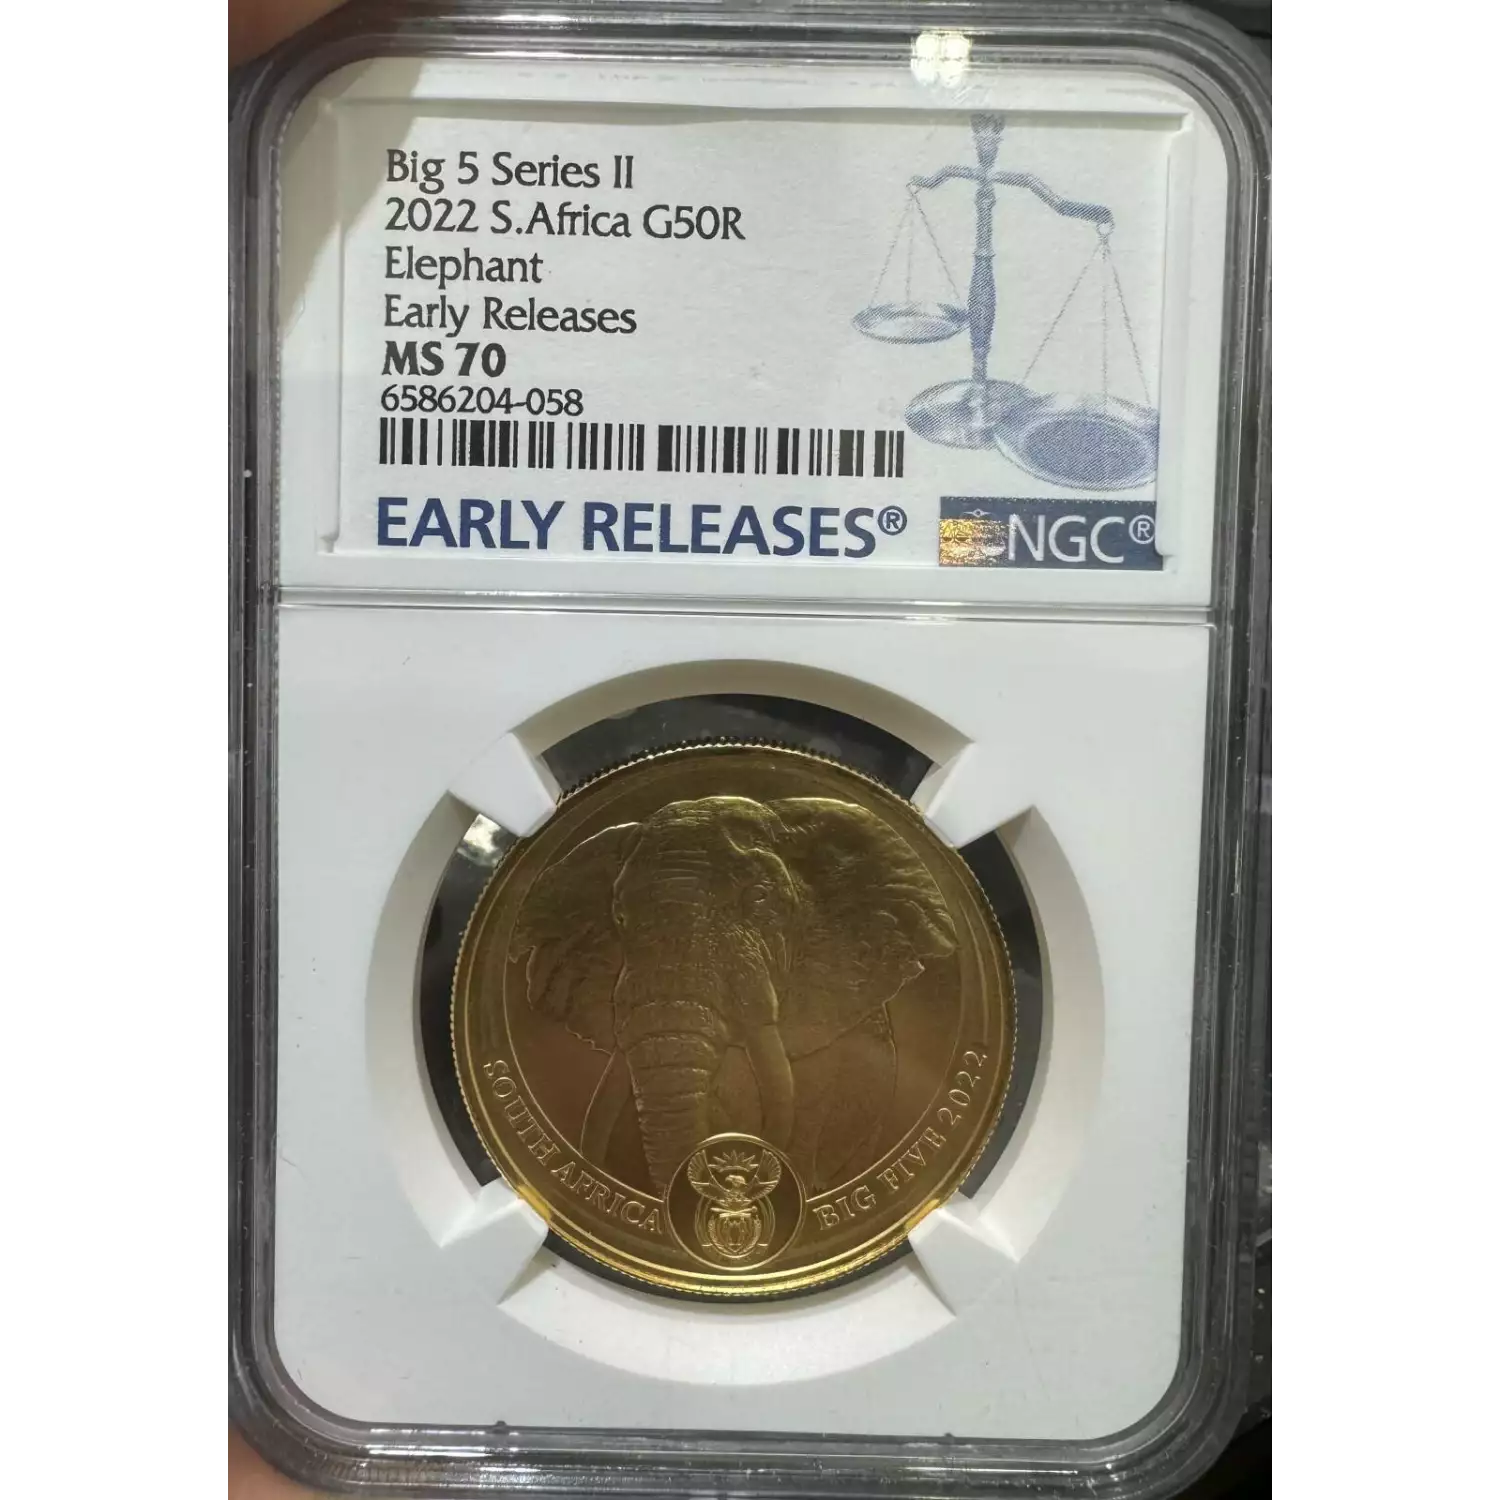 Big 5 Series II
2022 S.Africa G50R
Elephant
Early Releases
MS 70
6586204-058
EARLY RELEASES®
NGC®
SOUTH AFRICA
BIG FIVE 2022